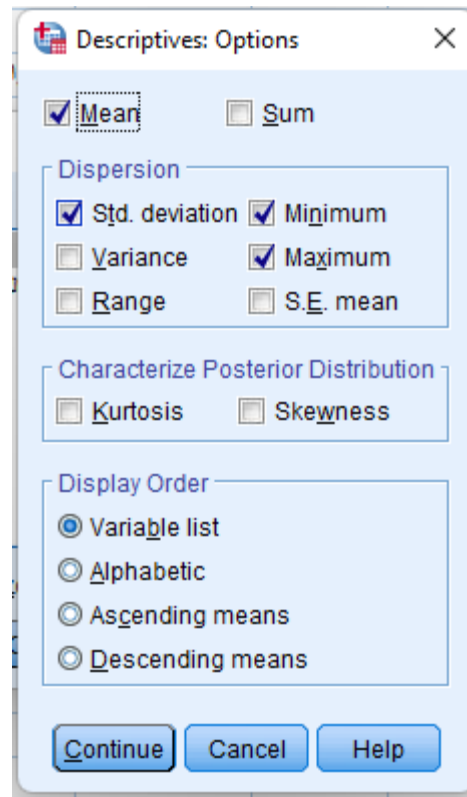 Descriptives: Options
Mean Sum
Dispersion
Std. deviation Minimum
Variance Maximum
Range S.E. mean
Characterize Posterior Distribution
Kurtosis Skewness
Display Order
Variable list
Alphabetic
Ascending means
Descending means
Continue Cancel Help